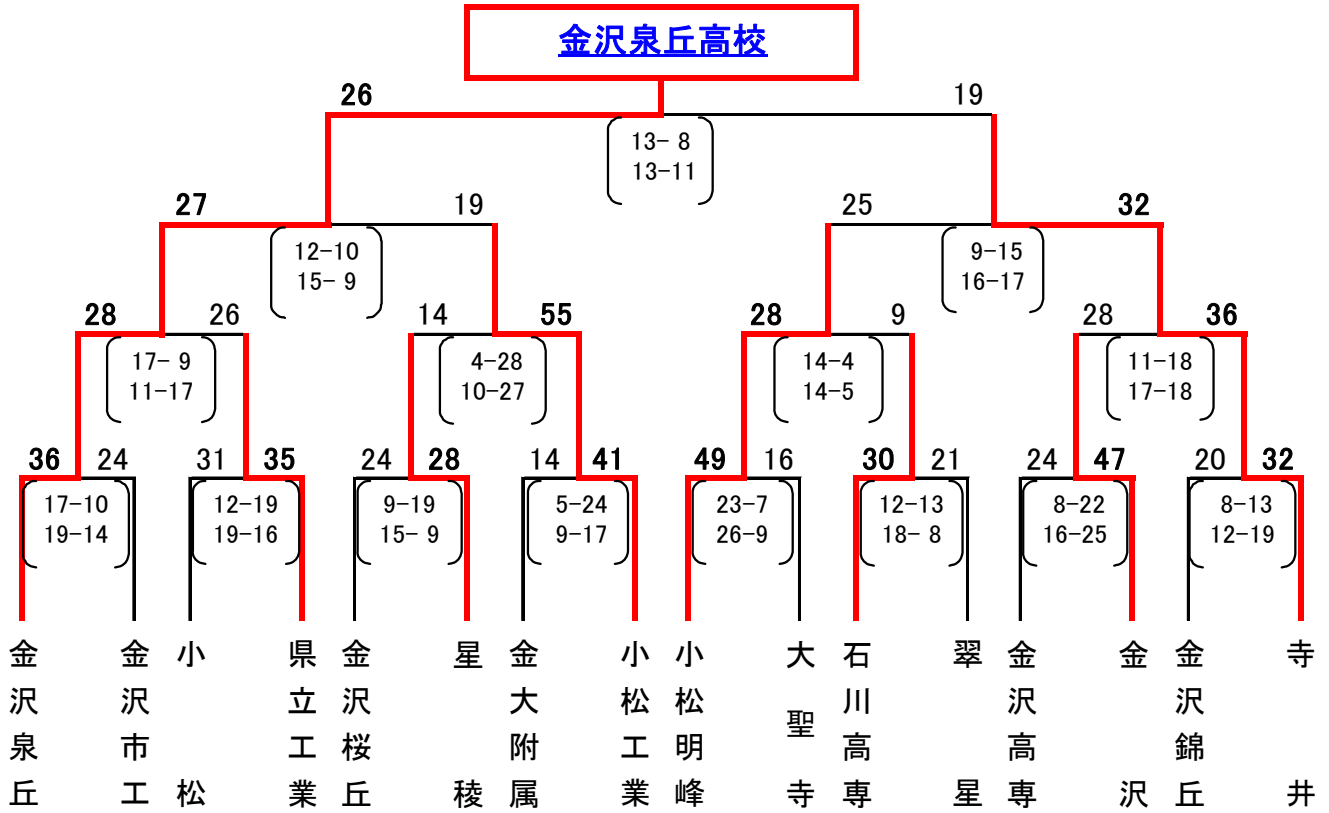 金沢泉丘高校
26 19
13- 8
13-11
27 19 25 32
12-10 9-15
15- 9 16-17
28 26 14 55 28 9 28 36
17- 9 4-28 14-4 11-18
11-17 10-27 14-5 17-18
36 24 31 35 24 28 14 41 49 16 30 21 24 47 20 32
17-10 12-19 9-19 5-24 23-7 12-13 8-22 8-13
19-14 19-16 15- 9 9-17 26-9 18- 8 16-25 12-19
金沢泉丘
金沢市工
小松
県立工業
金沢桜丘
星稜
金大附属
小松工業
小松明峰
大聖寺
石川高専
翠星
金沢高専
金沢
金沢錦丘
寺井